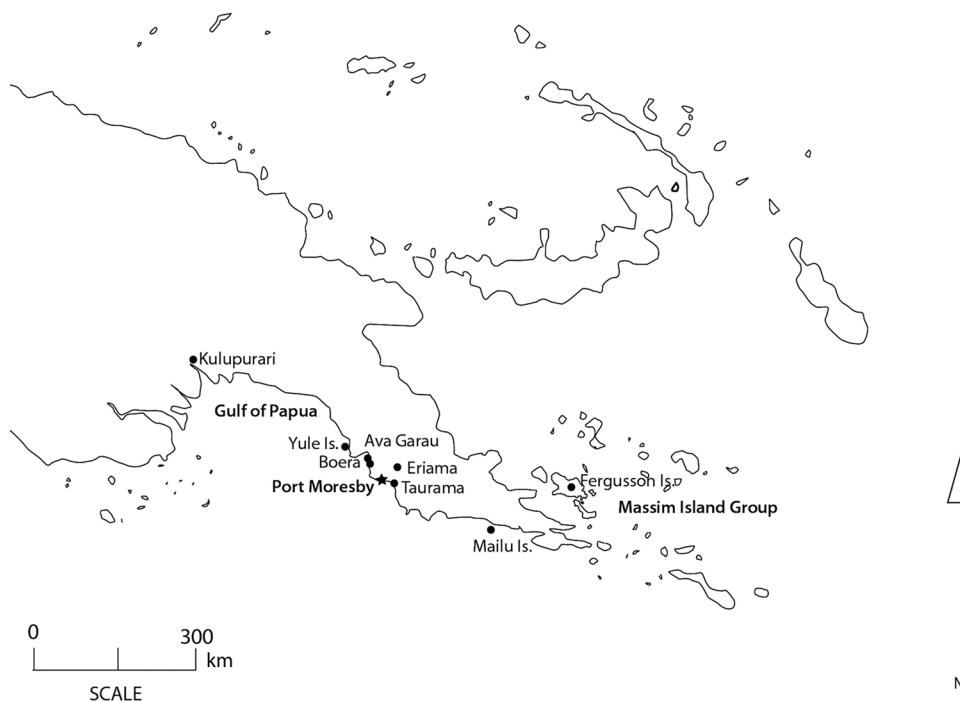 Kulupurari
Gulf of Papua
Yule Is.
Ava Garau
Boera
Eriama
Port Moresby
Taurama
Fergusson Is.
Massim Island Group
Mailu Is.
0
300
km
SCALE
N